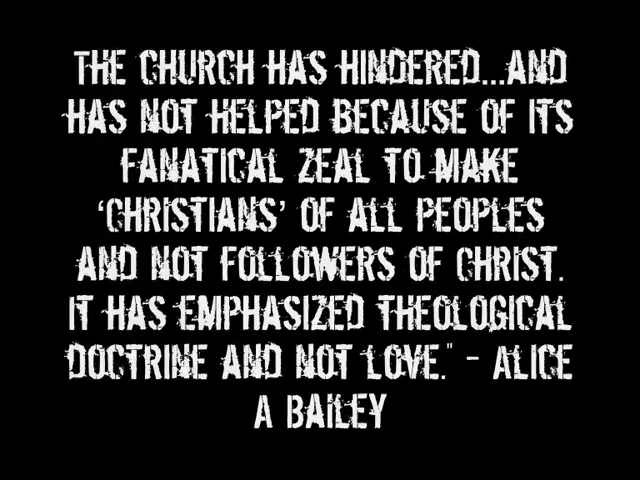 THE CHURCH HAS HINDERED...AND
HAS NOT HELPED BECAUSE OF ITS
FANATICAL ZEAL TO MAKE
'CHRISTIANS' OF ALL PEOPLES
AND NOT FOLLOWERS OF CHRIST.
IT HAS EMPHASIZED THEOLOGICAL
DOCTRINE AND NOT LOVE." - ALICE
A BAILEY